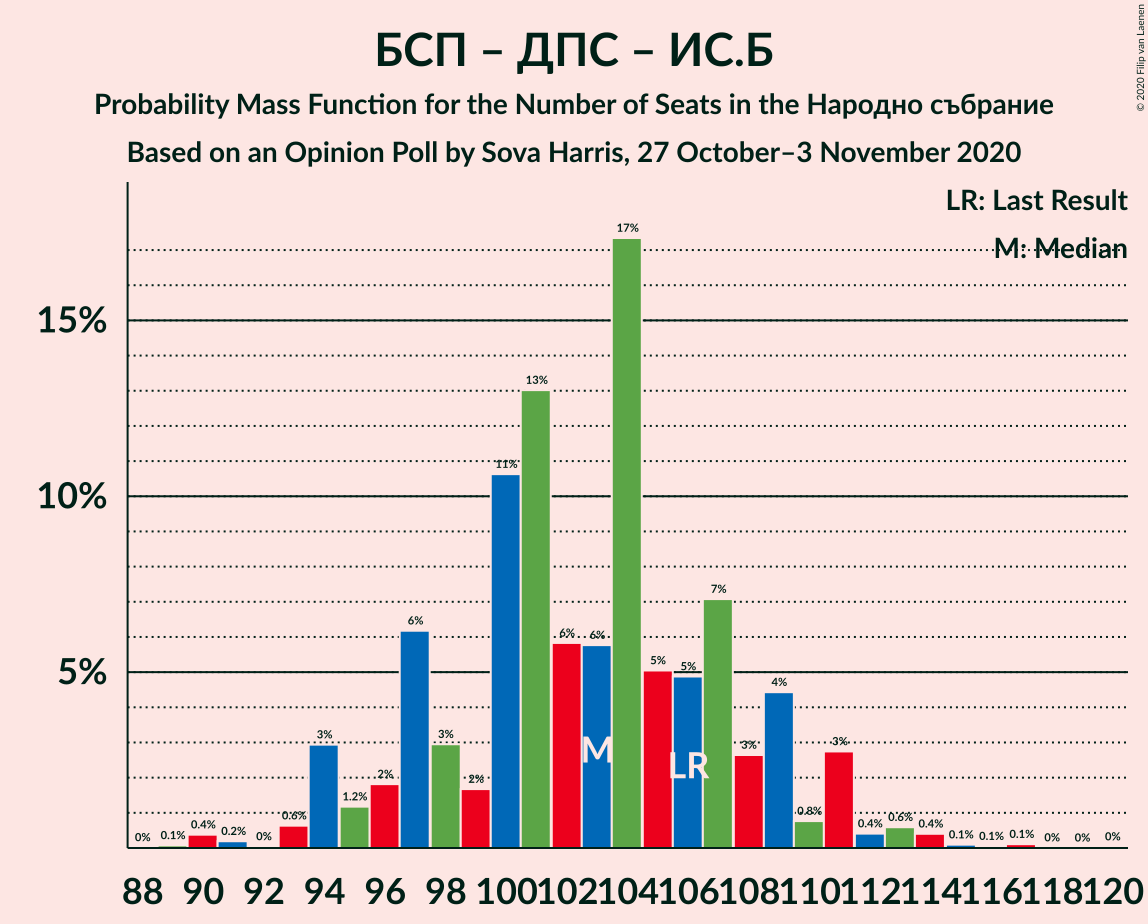 БСП – ДПС – ИС.Б
Probability Mass Function for the Number of Seats in the Народно събрание
Based on an Opinion Poll by Sova Harris, 27 October–3 November 2020
© 2020 Filip van Laenen
LR: Last Result
M: Median
15%
10%
5%
0% 0.1% 0.4% 0.2% 0% 0.6% 3% 1.2% 2% 6% 3% 2% 11% 13% 6% 6% 17% 5% 5% 7% 3% 4% 0.8% 3% 0.4% 0.6% 0.4% 0.1% 0.1% 0.1% 0% 0% 0%
M LR
88 90 92 94 96 98 100 102 104 106 108 110 112 114 116 118 120